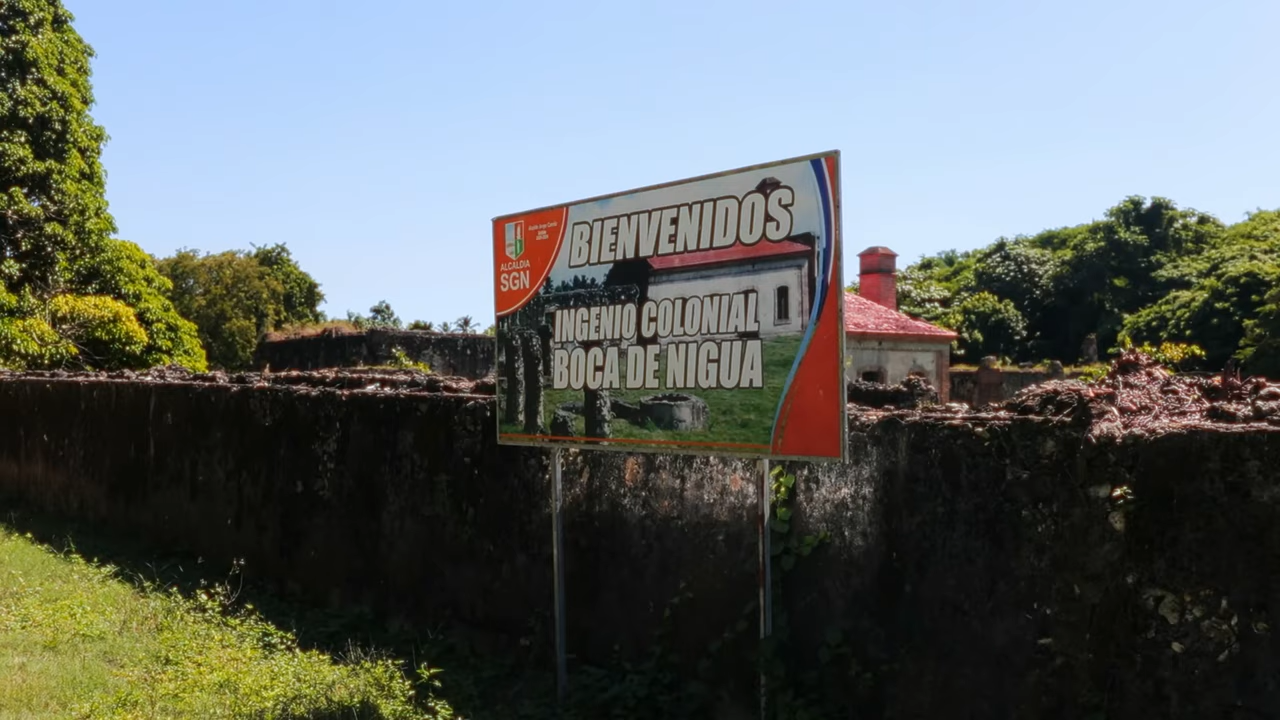 BIENVENIDOS
ALCALDIA
SGN
INGENIO COLONIAL
BOCA DE NIGUA